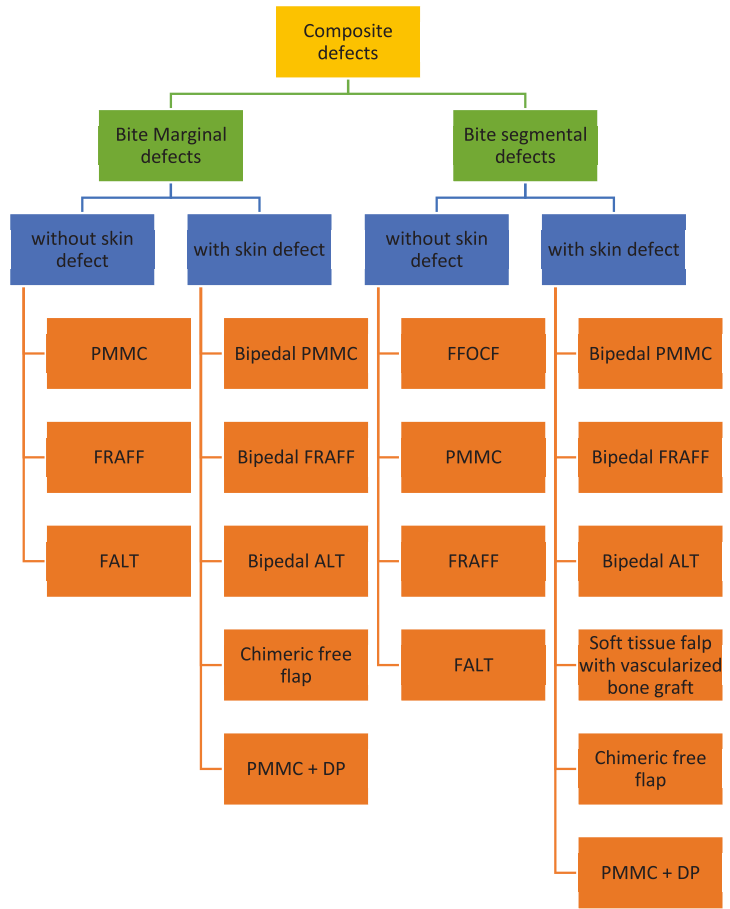 Composite
defects
Bite Marginal
defects
Bite segmental
defects
without skin
defect
with skin defect
without skin
defect
with skin defect
PMMC
FRAFF
FALT
Bipedal PMMC
Bipedal FRAFF
Bipedal ALT
Chimeric free
flap
PMMC + DP
FFOCF
PMMC
FRAFF
FALT
Bipedal PMMC
Bipedal FRAFF
Bipedal ALT
Soft tissue falp
with vascularized
bone graft
Chimeric free
flap
PMMC + DP